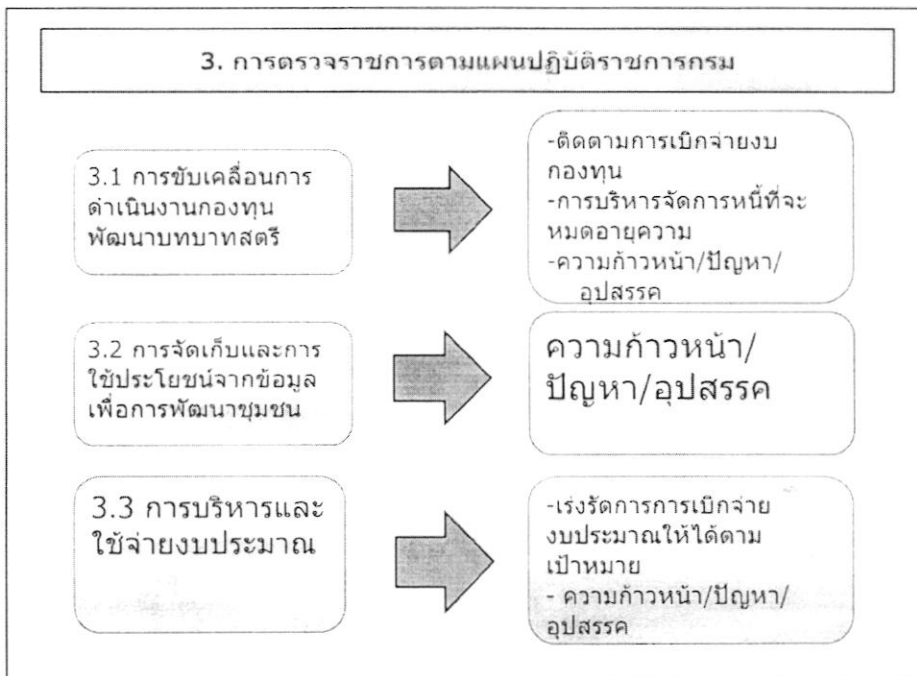 3. การตรวจราชการตามแผนปฏิบัติราชการกรม
3.1 การขับเคลื่อนการ
ดำเนินงานกองทุน
พัฒนาบทบาทสตรี
-ติดตามการเบิกจ่ายงบ
กองทุน
-การบริหารจัดการหนี้ที่จะ
หมดอายุความ
-ความก้าวหน้า/ปัญหา/
อุปสรรค
3.2 การจัดเก็บและการ
ใช้ประโยชน์จากข้อมูล
เพื่อการพัฒนาชุมชน
ความก้าวหน้า/
ปัญหา/อุปสรรค
3.3 การบริหารและ
ใช้จ่ายงบประมาณ
-เร่งรัดการการเบิกจ่าย
งบประมาณให้ได้ตาม
เป้าหมาย
- ความก้าวหน้า/ปัญหา/
อุปสรรค